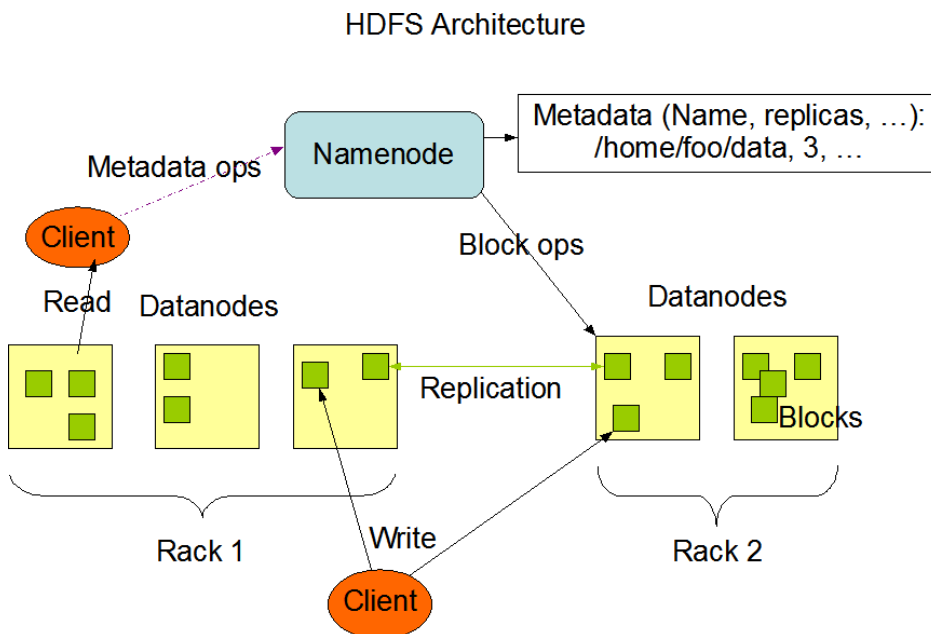 HDFS Architecture
Metadata (Name, replicas, …):
/home/foo/data, 3, …
Namenode
Metadata ops
Client
Block ops
Read
Datanodes
Datanodes
Replication
Blocks
Rack 1
Write
Rack 2
Client